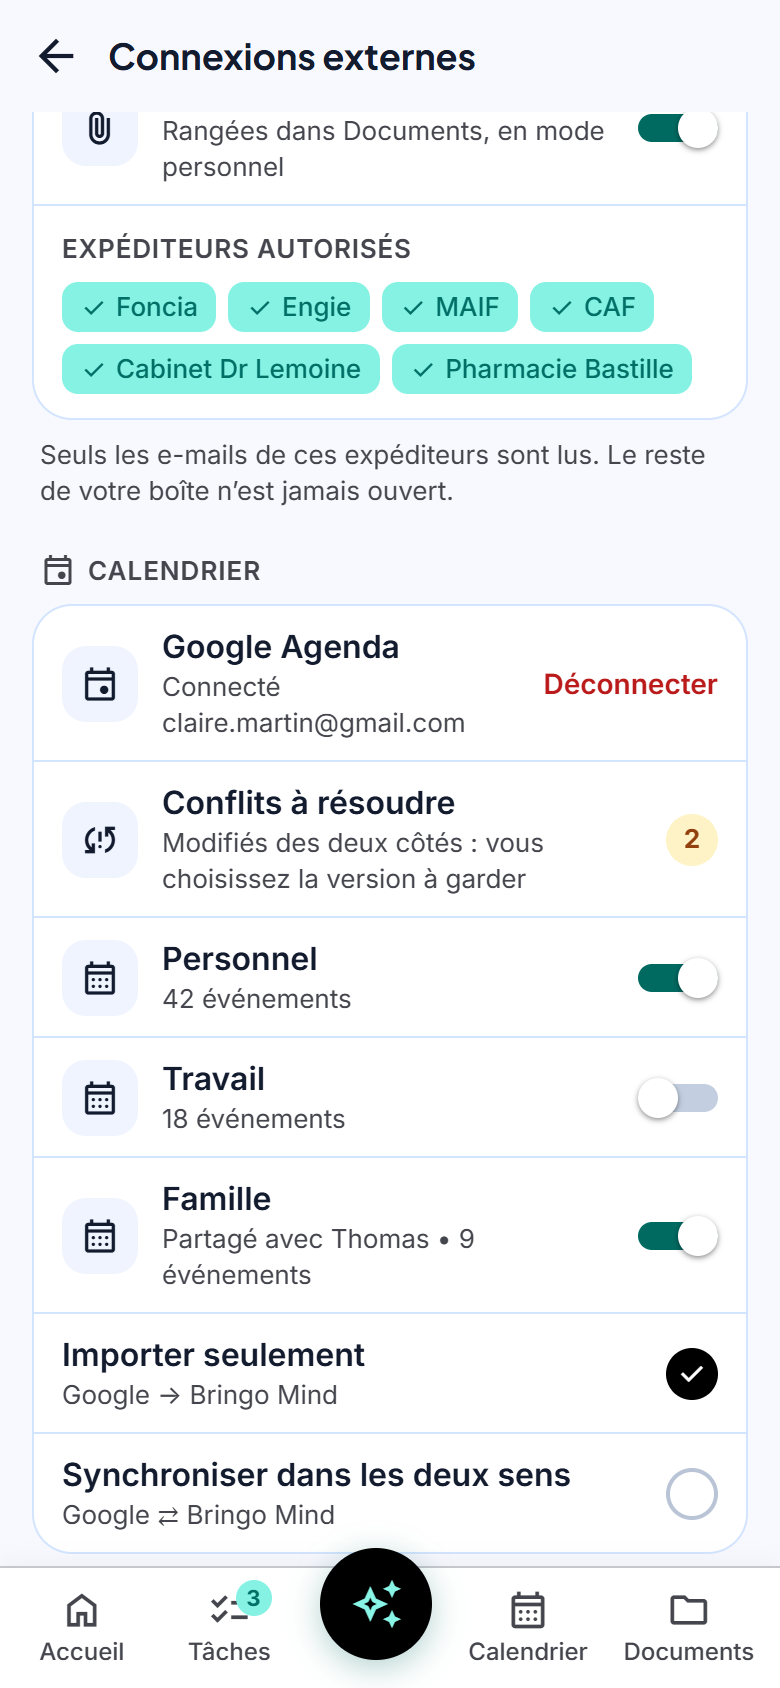 Connexions externes
Rangées dans Documents, en mode
personnel
EXPÉDITEURS AUTORISÉS
Foncia
Engie
MAIF
CAF
Cabinet Dr Lemoine
Pharmacie Bastille
Seuls les e-mails de ces expéditeurs sont lus. Le reste
de votre boîte n’est jamais ouvert.
CALENDRIER
Google Agenda
Connecté
claire.martin@gmail.com
Déconnecter
Conflits à résoudre
Modifiés des deux côtés : vous
choisissez la version à garder
2
Personnel
42 événements
Travail
18 événements
Famille
Partagé avec Thomas • 9
événements
Importer seulement
Google → Bringo Mind
Synchroniser dans les deux sens
Google ⇄ Bringo Mind
Accueil
3
Tâches
Calendrier
Documents